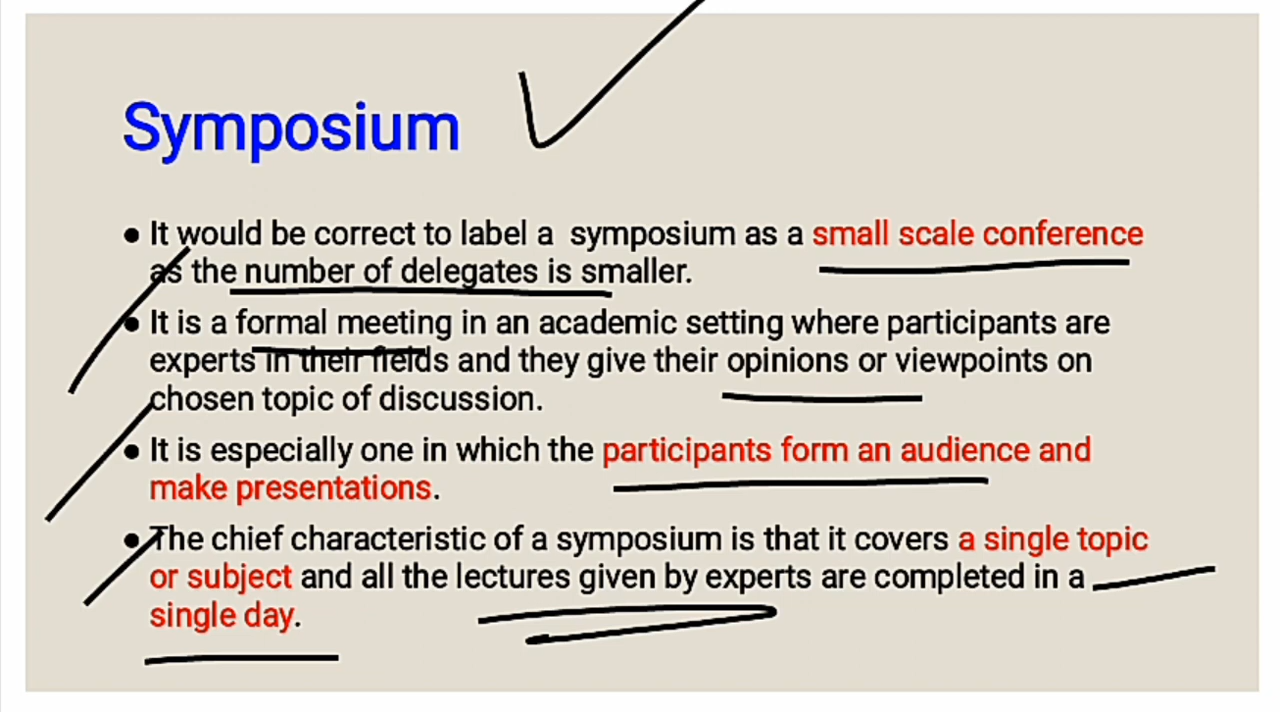 Symposium
● It would be correct to label a symposium as a small scale conference
as the number of delegates is smaller.
● It is a formal meeting in an academic setting where participants are
experts in their fields and they give their opinions or viewpoints on
chosen topic of discussion.
● It is especially one in which the participants form an audience and
make presentations.
● The chief characteristic of a symposium is that it covers a single topic
or subject and all the lectures given by experts are completed in a
single day.